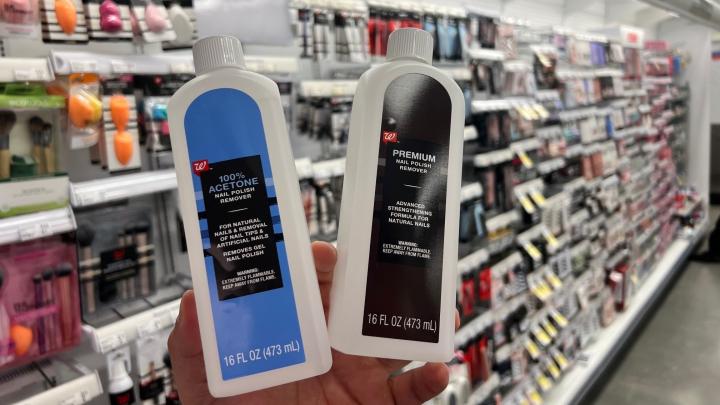 W
100%
ACETONE
NAIL POLISH
REMOVER
FOR NATURAL
NAILS & REMOVAL
OF NAIL TIPS &
ARTIFICIAL NAILS
REMOVES GEL
NAIL POLISH
WARNING:
EXTREMELY FLAMMABLE.
KEEP AWAY FROM FLAME.
16 FL OZ (473 mL)
W
PREMIUM
NAIL POLISH
REMOVER
ADVANCED
STRENGTHENING
FORMULA FOR
NATURAL NAILS
WARNING:
EXTREMELY FLAMMABLE.
KEEP AWAY FROM FLAME.
16 FL OZ (473 mL)